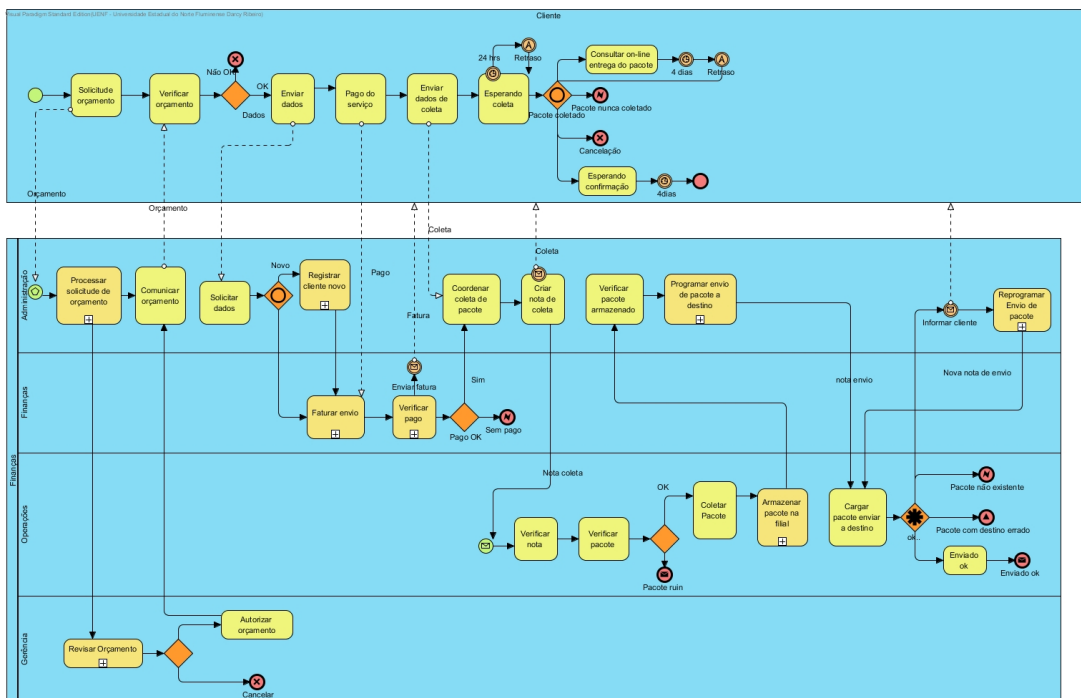 Visual Paradigm Standard Edition(UENF - Universidade Estadual do Norte Fluminense Darcy Ribeiro)
Cliente
24 hrs
Retraso
Consultar on-line
entrega do pacote
4 dias
Retraso
Não OK
Solicitude
orçamento
Verificar
orçamento
OK
Dados
Enviar
dados
Pago do
serviço
Enviar
dados de
coleta
Esperando
coleta
Pacote coletado
Pacote nunca coletado
Cancelação
Esperando
confirmação
4dias
Orçamento
Orçamento
Coleta
Coleta
Pago
Fatura
Finanças
Administração
Processar
solicitude de
orçamento
Comunicar
orçamento
Solicitar
dados
Novo
Registrar
cliente novo
Coordenar
coleta de
pacote
Criar
nota de
coleta
Verificar
pacote
armazenado
Programar envio
de pacote a
destino
Informar cliente
Reprogramar
Envio de
pacote
Finanças
Faturar envio
Enviar fatura
Verificar
pago
Sim
Pago OK
Sem pago
nota envio
Nova nota de envio
Operações
Nota coleta
Verificar
nota
Verificar
pacote
OK
Pacote ruin
Coletar
Pacote
Armazenar
pacote na
filial
Cargar
pacote enviar
a destino
ok..
Pacote não existente
Pacote com destino errado
Enviado
ok
Enviado ok
Gerência
Revisar Orçamento
Autorizar
orçamento
Cancelar